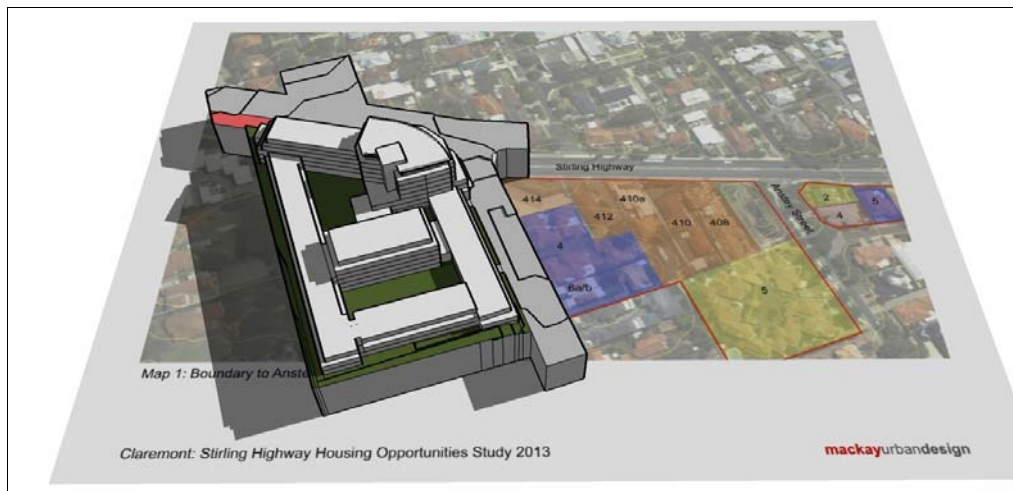 Stirling Highway
414
412
410a
410
408
Anstey Street
2
4
5
4
6a/b
5
Map 1: Boundary to Anste
Claremont: Stirling Highway Housing Opportunities Study 2013
mackayurbandesign